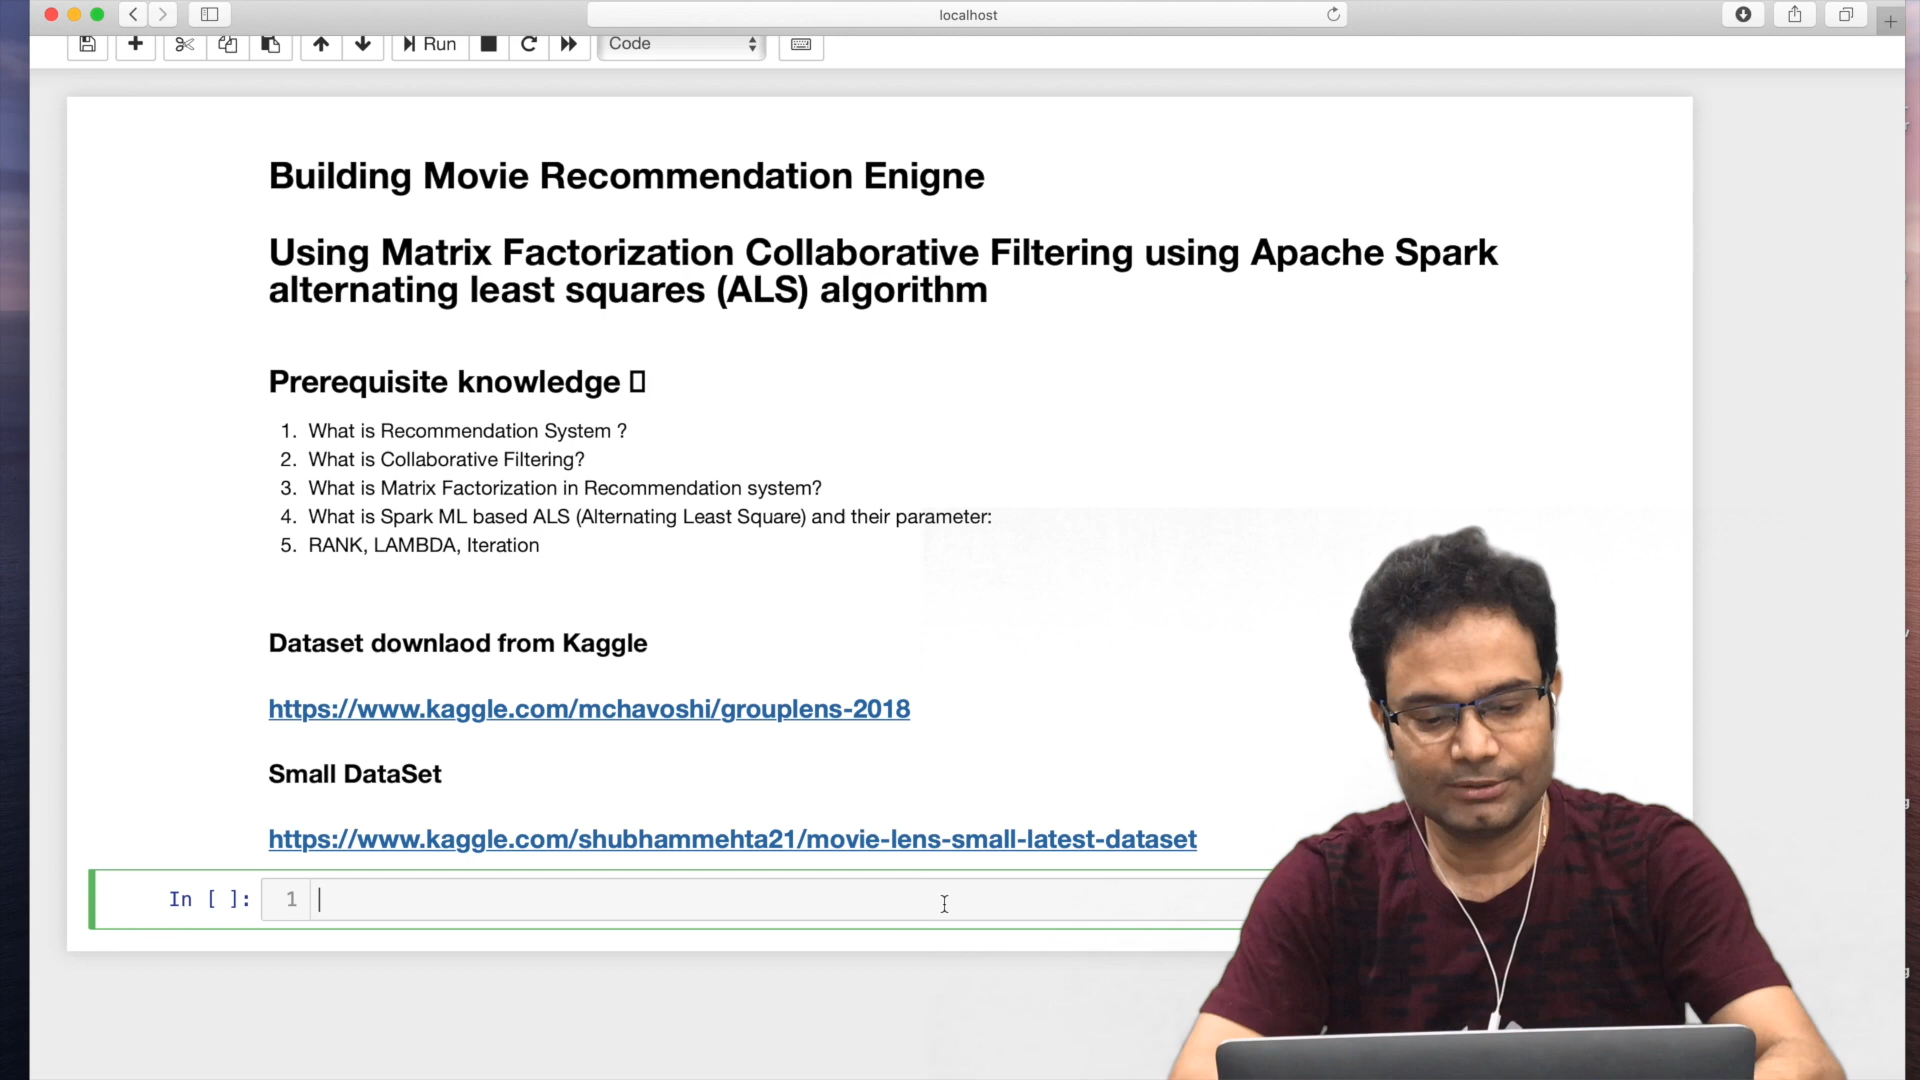 localhost
Run
Code
Building Movie Recommendation Enigne
Using Matrix Factorization Collaborative Filtering using Apache Spark
alternating least squares (ALS) algorithm
Prerequisite knowledge
1. What is Recommendation System ?
2. What is Collaborative Filtering?
3. What is Matrix Factorization in Recommendation system?
4. What is Spark ML based ALS (Alternating Least Square) and their parameter:
5. RANK, LAMBDA, Iteration
Dataset downlaod from Kaggle
https://www.kaggle.com/mchavoshi/grouplens-2018
Small DataSet
https://www.kaggle.com/shubhammehta21/movie-lens-small-latest-dataset
In [ ]: 1